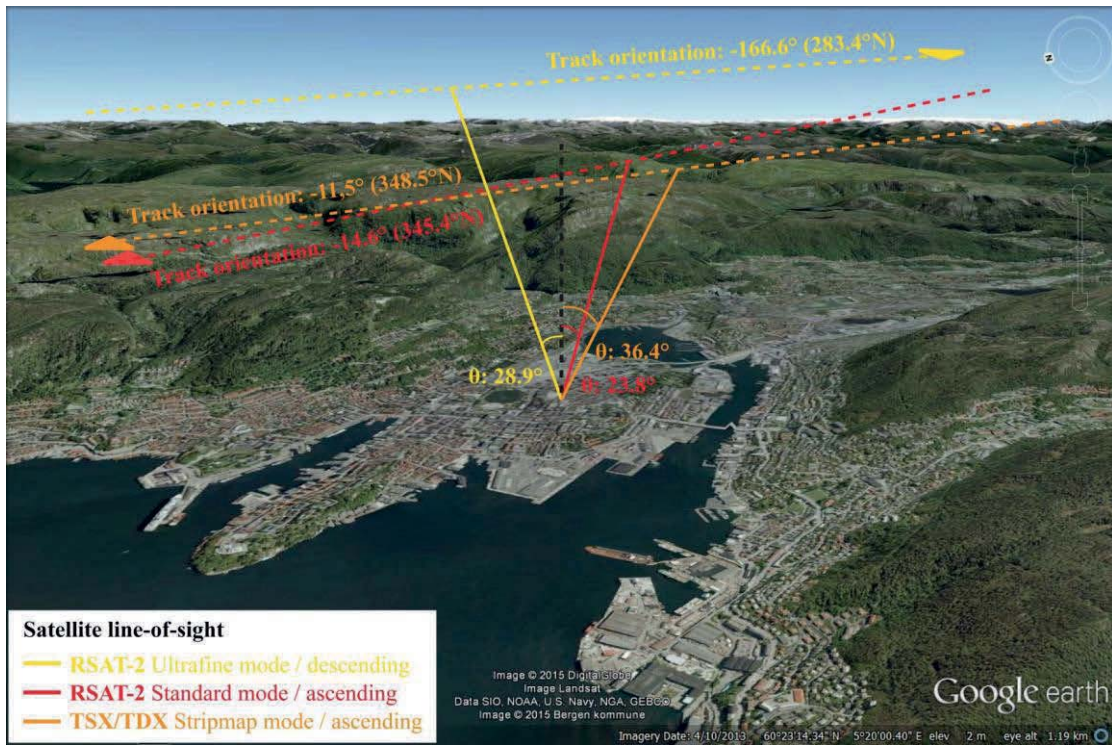 Track orientation: -166.6° (283.4°N)
N
Track orientation: -11.5° (348.5°N)
Track orientation: -14.6° (345.4°N)
θ: 36.4°
θ: 28.9°
θ: 23.8°
Satellite line-of-sight
RSAT-2 Ultrafine mode / descending
RSAT-2 Standard mode / ascending
TSX/TDX Stripmap mode / ascending
Image © 2015 DigitalGlobe
Image Landsat
Data SIO, NOAA, U.S. Navy, NGA, GEBCO
Image © 2015 Bergen kommune
Google earth
Imagery Date: 4/10/2013 60°23'14.34" N 5°20'00.40" E elev 2 m eye alt 1.19 km